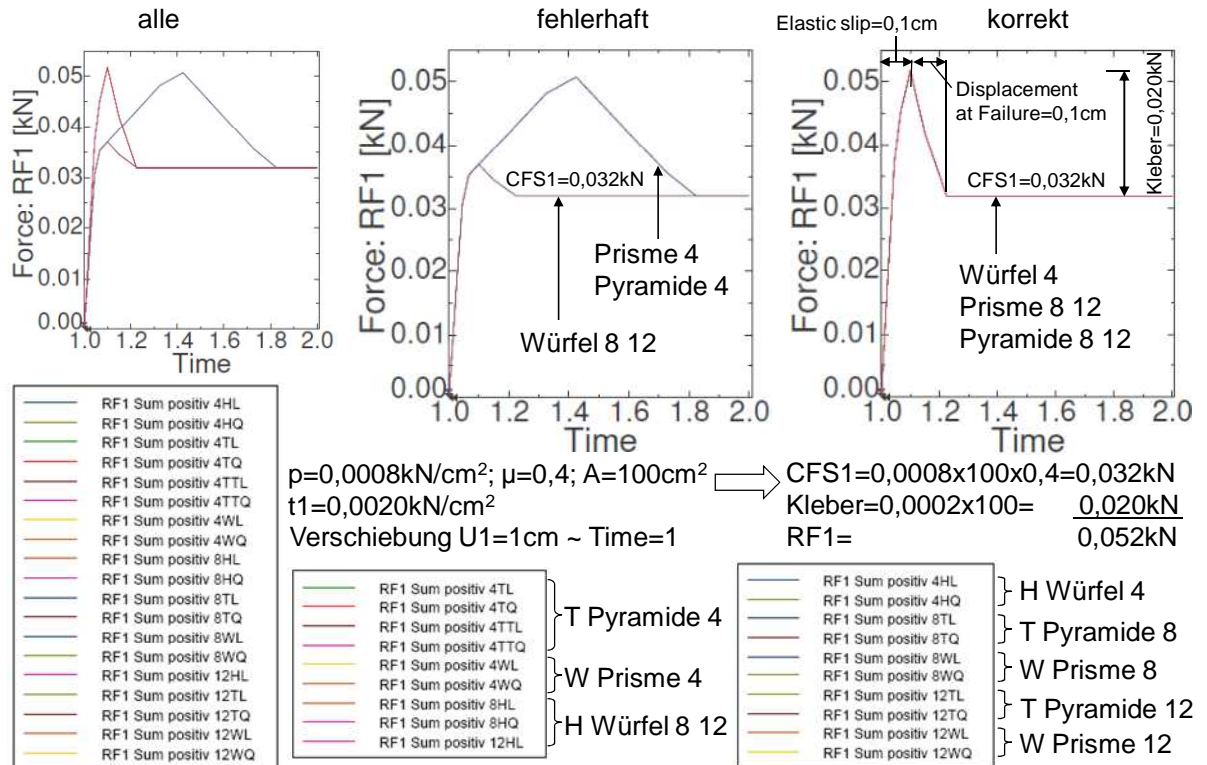 alle
Force: RF1 [kN]
0.05
0.04
0.03
0.02
0.01
0.00
1.0 1.2 1.4 1.6 1.8 2.0
Time
fehlerhaft
Force: RF1 [kN]
0.05
0.04
0.03
0.02
0.01
0.00
CFS1=0,032kN
Prisme 4
Pyramide 4
Würfel 8 12
1.0 1.2 1.4 1.6 1.8 2.0
Time
Elastic slip=0,1cm
korrekt
Force: RF1 [kN]
0.05
0.04
0.03
0.02
0.01
0.00
Displacement
at Failure=0,1cm
Kleber=0,020kN
CFS1=0,032kN
Würfel 4
Prisme 8 12
Pyramide 8 12
1.0 1.2 1.4 1.6 1.8 2.0
Time
RF1 Sum positiv 4HL
RF1 Sum positiv 4HQ
RF1 Sum positiv 4TL
RF1 Sum positiv 4TQ
RF1 Sum positiv 4TTL
RF1 Sum positiv 4TTQ
RF1 Sum positiv 4WL
RF1 Sum positiv 4WQ
RF1 Sum positiv 8HL
RF1 Sum positiv 8HQ
RF1 Sum positiv 8TL
RF1 Sum positiv 8TQ
RF1 Sum positiv 8WL
RF1 Sum positiv 8WQ
RF1 Sum positiv 12HL
RF1 Sum positiv 12TL
RF1 Sum positiv 12TQ
RF1 Sum positiv 12WL
RF1 Sum positiv 12WQ
p=0,0008kN/cm²; µ=0,4; A=100cm²
t1=0,0020kN/cm²
Verschiebung U1=1cm ~ Time=1
CFS1=0,0008x100x0,4=0,032kN
Kleber=0,0002x100= 0,020kN
RF1= 0,052kN
RF1 Sum positiv 4TL
RF1 Sum positiv 4TQ
RF1 Sum positiv 4TTL
RF1 Sum positiv 4TTQ
RF1 Sum positiv 4WL
RF1 Sum positiv 4WQ
RF1 Sum positiv 8HL
RF1 Sum positiv 8HQ
RF1 Sum positiv 12HL
T Pyramide 4
W Prisme 4
H Würfel 8 12
RF1 Sum positiv 4HL
RF1 Sum positiv 4HQ
RF1 Sum positiv 8TL
RF1 Sum positiv 8TQ
RF1 Sum positiv 8WL
RF1 Sum positiv 8WQ
RF1 Sum positiv 12TL
RF1 Sum positiv 12TQ
RF1 Sum positiv 12WL
RF1 Sum positiv 12WQ
H Würfel 4
T Pyramide 8
W Prisme 8
T Pyramide 12
W Prisme 12